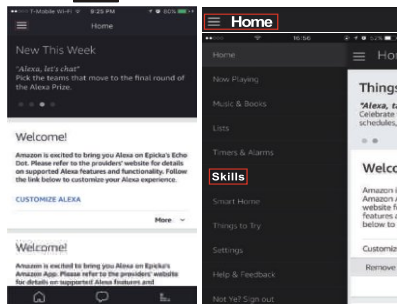 T-Mobile Wi-Fi 8:25 PM 80%
Home
New This Week
"Alexa, let's chat"
Pick the teams that move to the final round of
the Alexa Prize.
Welcome!
Amazon is excited to bring you Alexa on Epicka's Echo
Dot. Please refer to the providers' website for details
on supported Alexa features and functionality. Follow
the link below to customize your Alexa experience.
CUSTOMIZE ALEXA
More
Welcome!
Amazon is excited to bring you Alexa on Epicka's
Amazon App. Please refer to the providers' website
for details on supported Alexa features and
Home
16:56 52%
Home
Now Playing
Music & Books
Lists
Timers & Alarms
Skills
Smart Home
Things to Try
Settings
Help & Feedback
Not Ye? Sign out
Ho
Things
"Alexa, ta
Celebrate
schedules,
Welco
Amazon i
Amazon A
website f
features a
below to
Customiz
Remove